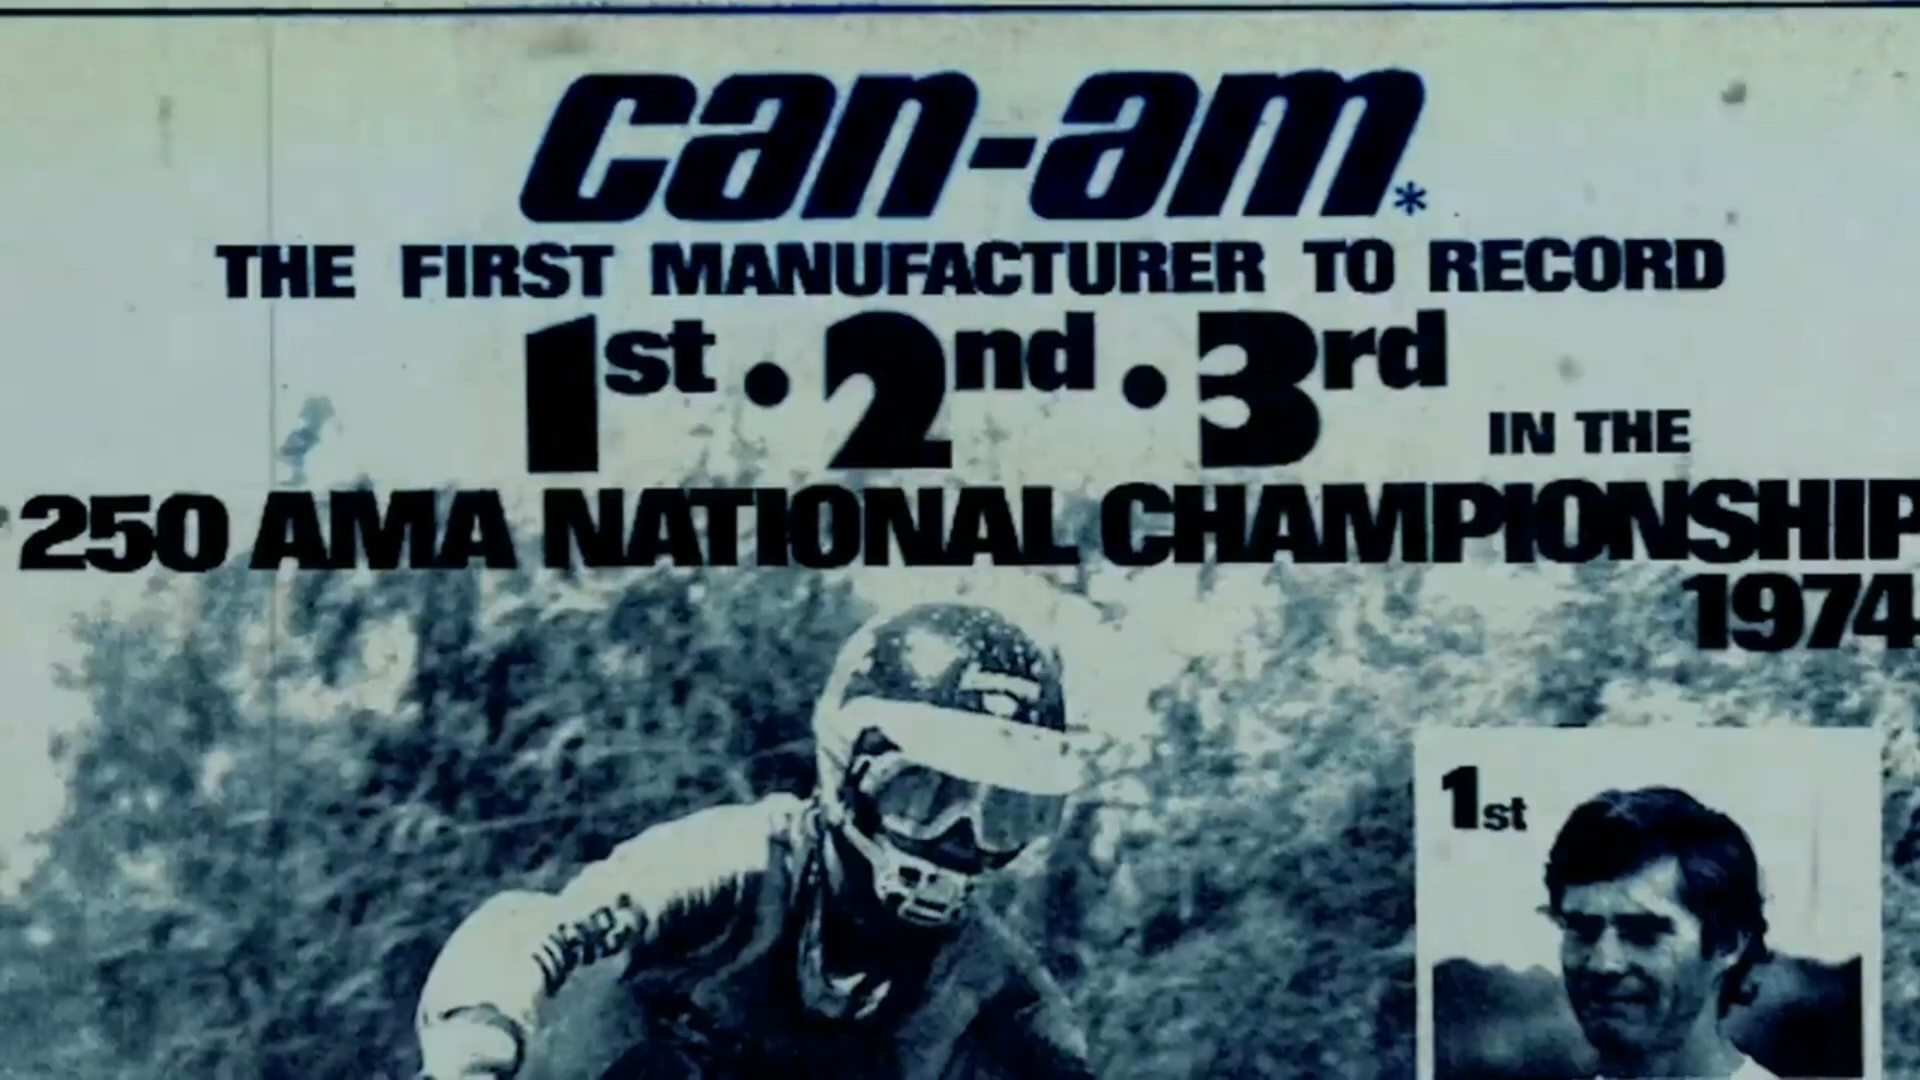 can-am*
THE FIRST MANUFACTURER TO RECORD
1st • 2nd • 3rd
IN THE
250 AMA NATIONAL CHAMPIONSHIP
1974
1st